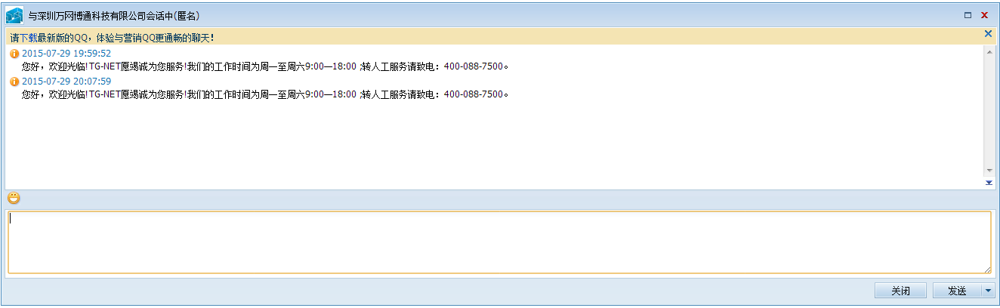 与深圳万网博通科技有限公司会话中(匿名)
请下载最新版的QQ，体验与营销QQ更通畅的聊天！
2015-07-29 19:59:52
您好，欢迎光临!TG-NET愿竭诚为您服务!我们的工作时间为周一至周六9:00—18:00 ;转人工服务请致电：400-088-7500。
2015-07-29 20:07:59
您好，欢迎光临!TG-NET愿竭诚为您服务!我们的工作时间为周一至周六9:00—18:00 ;转人工服务请致电：400-088-7500。
关闭
发送